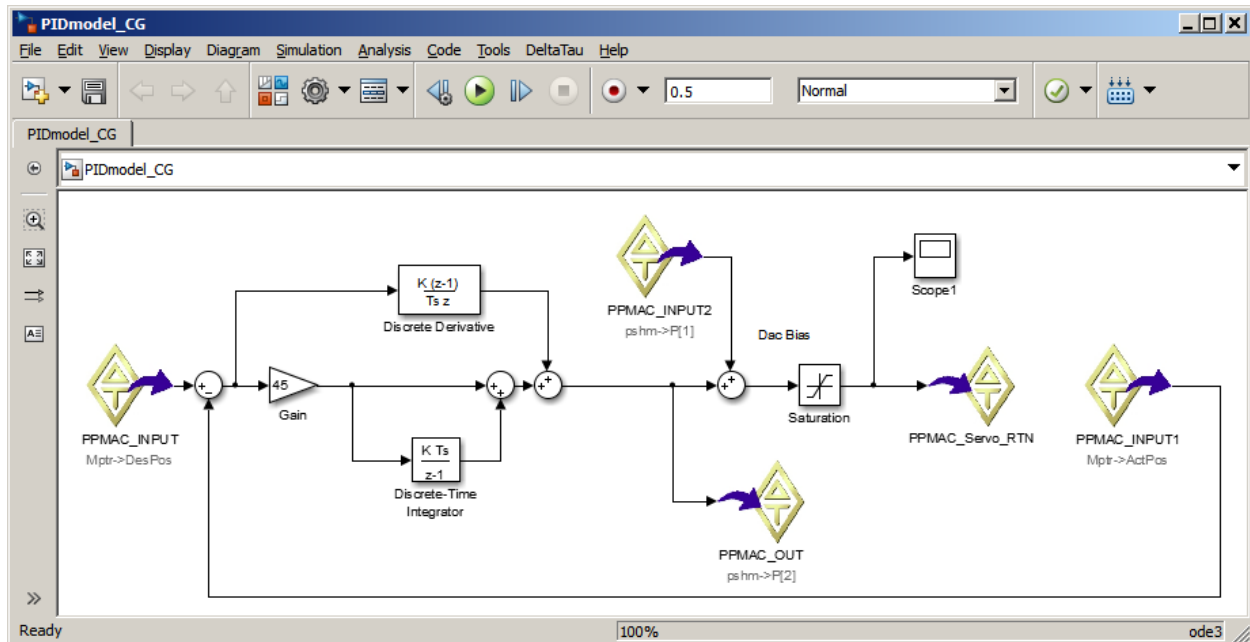 PIDmodel_CG
File Edit View Display Diagram Simulation Analysis Code Tools DeltaTau Help
0.5 Normal
PIDmodel_CG
PIDmodel_CG
K (z-1)
Ts z
Discrete Derivative
PPMAC_INPUT2
pshm->P[1]
Scope1
Dac Bias
45
Gain
PPMAC_INPUT
Mptr->DesPos
Saturation
PPMAC_Servo_RTN
PPMAC_INPUT1
Mptr->ActPos
K Ts
z-1
Discrete-Time
Integrator
PPMAC_OUT
pshm->P[2]
Ready 100% ode3